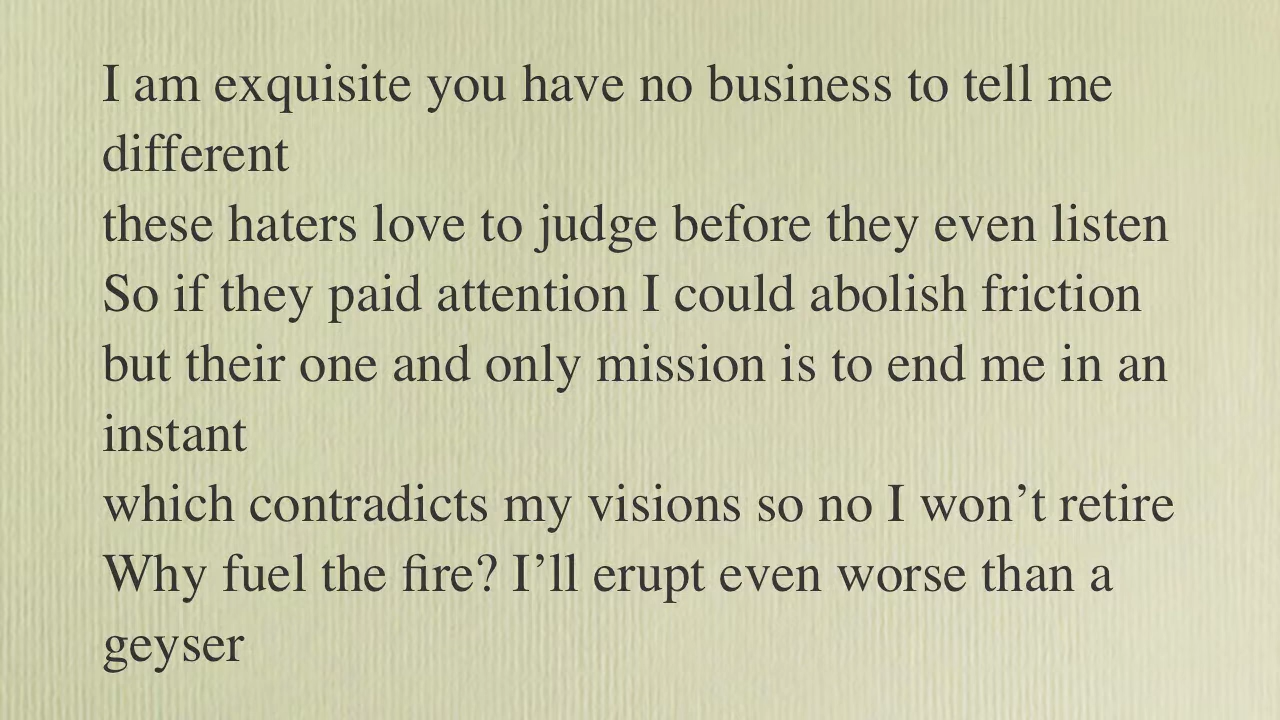 I am exquisite you have no business to tell me
different
these haters love to judge before they even listen
So if they paid attention I could abolish friction
but their one and only mission is to end me in an
instant
which contradicts my visions so no I won’t retire
Why fuel the fire? I’ll erupt even worse than a
geyser